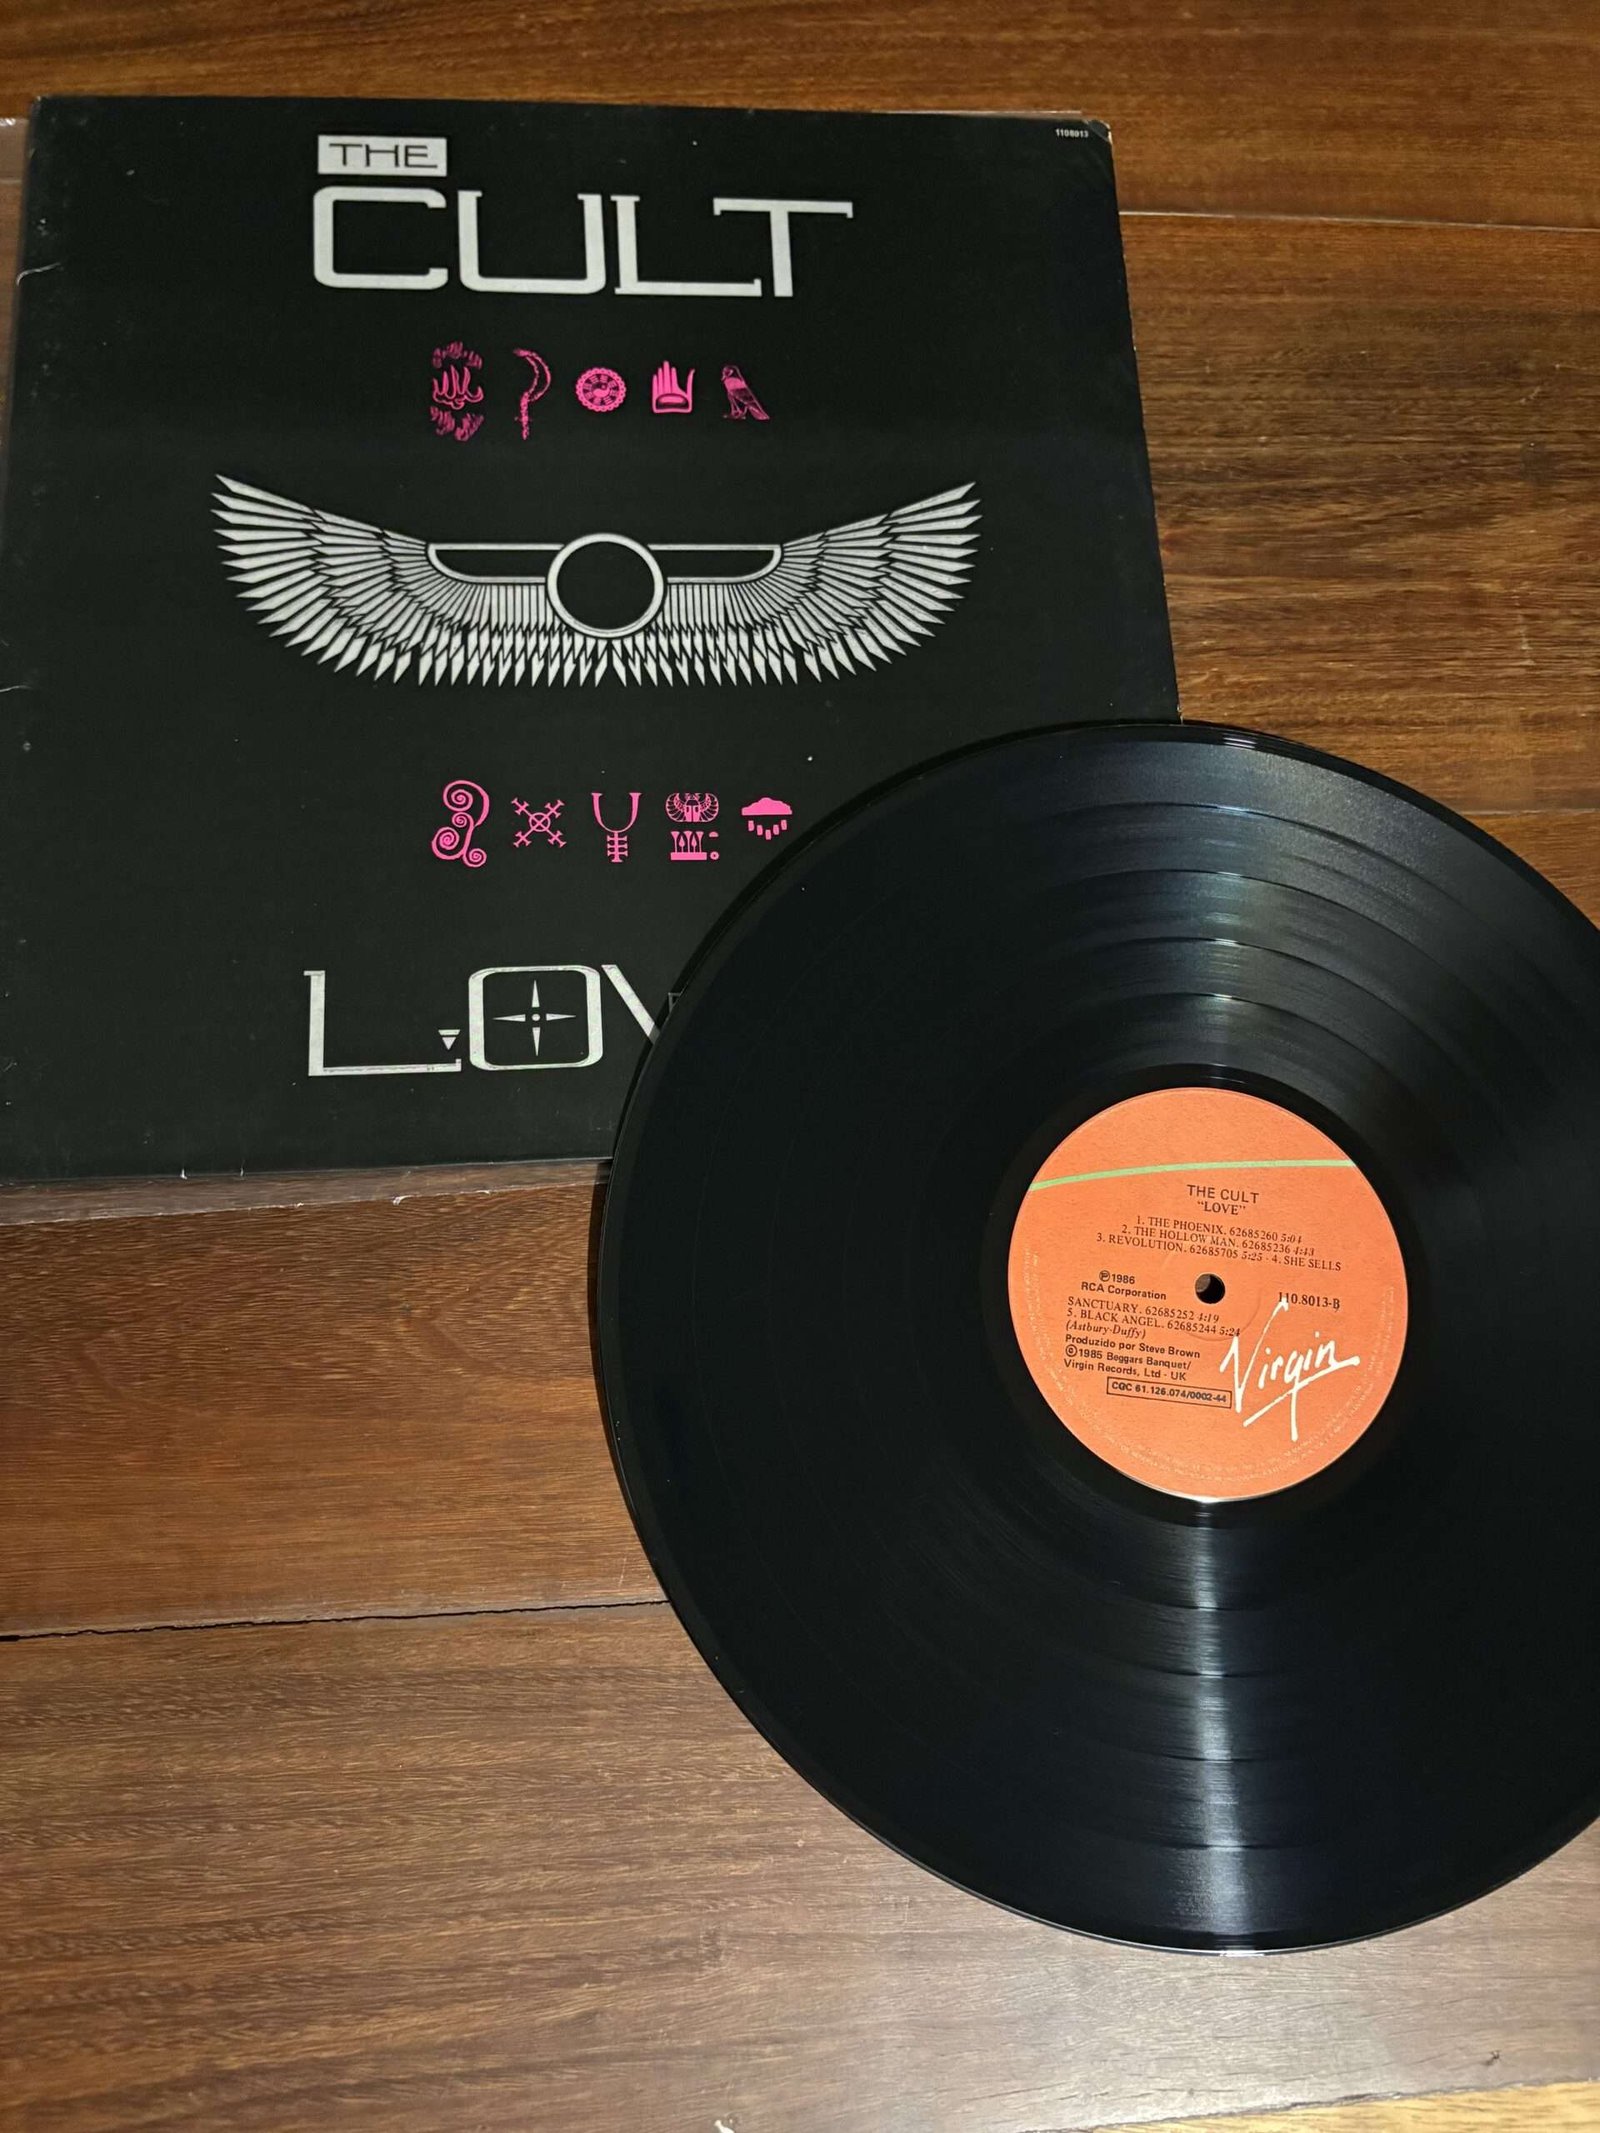 1108013
THE
CULT
LOV
THE CULT
"LOVE"
1. THE PHOENIX. 62685260 5:04
2. THE HOLLOW MAN. 62685236 4:43
3. REVOLUTION. 62685705 5:25 - 4. SHE SELLS
℗1986
RCA Corporation
110.8013-B
SANCTUARY. 62685252 4:19
5. BLACK ANGEL. 62685244 5:24
(Astbury-Duffy)
Produzido por Steve Brown
©1985 Beggars Banquet/
Virgin Records, Ltd - UK
CGC 61.126.074/0002-44
Virgin